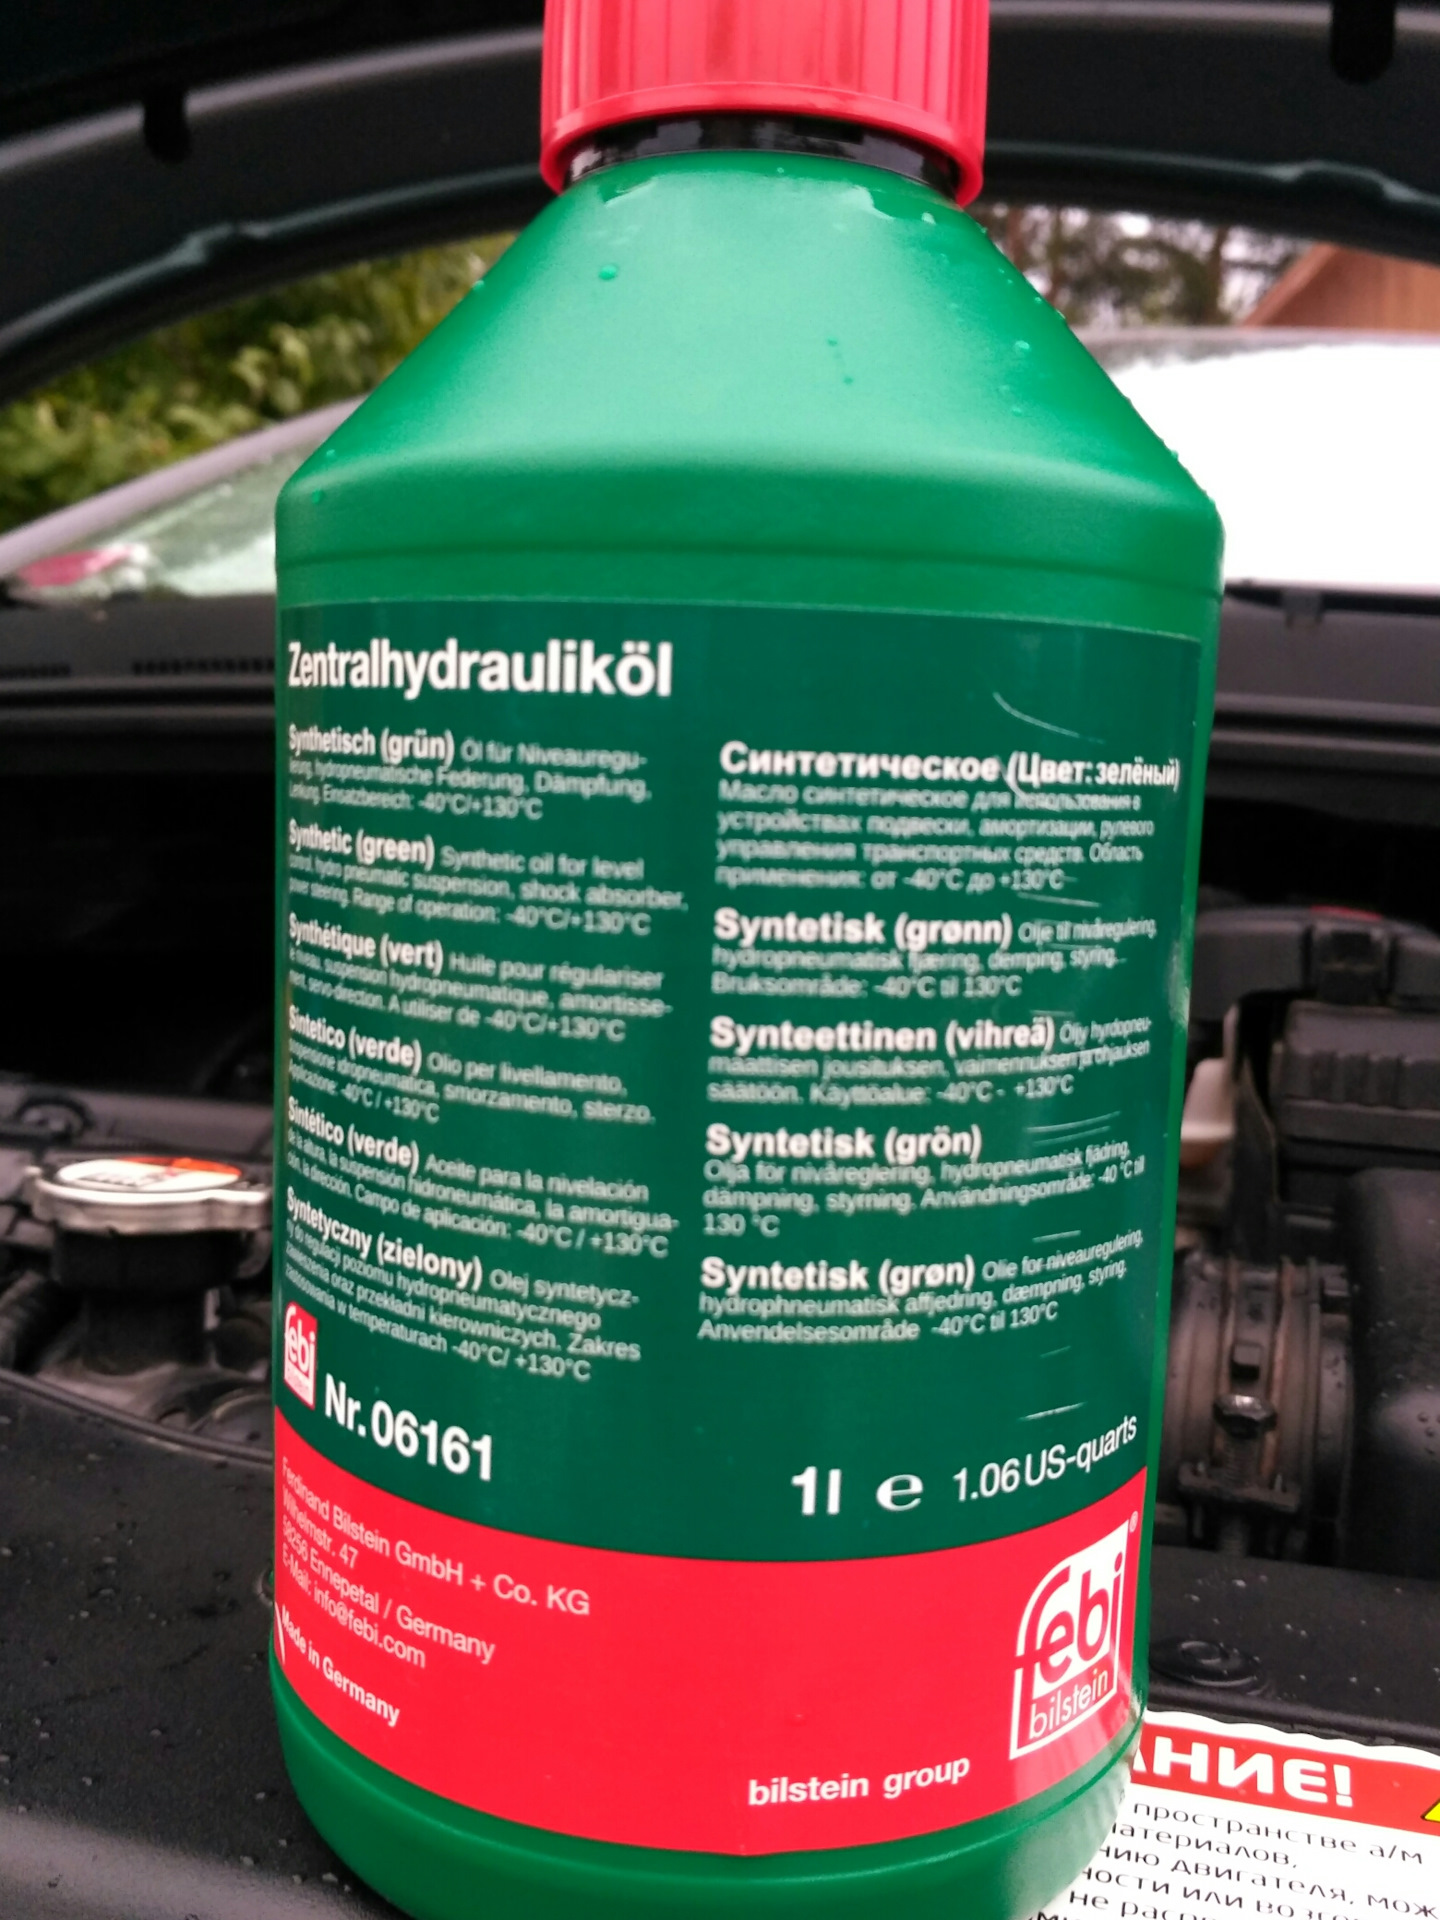 Zentralhydrauliköl
Synthetisch (grün) Öl für Niveauregu-
lierung, hydropneumatische Federung, Dämpfung,
Lenkung. Einsatzbereich: -40°C/+130°C
Synthetic (green) Synthetic oil for level
control, hydro pneumatic suspension, shock absorber,
power steering. Range of operation: -40°C/+130°C
Synthétique (vert) Huile pour régulariser
le niveau, suspension hydropneumatique, amortisse-
ment, servo-direction. A utiliser de -40°C/+130°C
Sintetico (verde) Olio per livellamento,
sospensione idropneumatica, smorzamento, sterzo.
Applicazione: -40°C / +130°C
Sintético (verde) Aceite para la nivelación
de la altura, la suspensión hidroneumática, la amortigua-
ción, la dirección. Campo de aplicación: -40°C / +130°C
Syntetyczny (zielony) Olej syntetycz-
ny do regulacji poziomu hydropneumatycznego
zawieszenia oraz przekładni kierowniczych. Zakres
zastosowania w temperaturach -40°C/ +130°C
febi
bilstein
Nr. 06161
Синтетическое (Цвет: зелёный)
Масло синтетическое для использования в
устройствах подвески, амортизации, рулевого
управления транспортных средств. Область
применения: от -40°C до +130°C
Syntetisk (grønn) Olje til nivåregulering,
hydropneumatisk fjæring, demping, styring..
Bruksområde: -40°C til 130°C
Synteettinen (vihreä) Öljy hyrdopneu-
maattisen jousituksen, vaimennuksen ja ohjauksen
säätöön. Käyttöalue: -40°C - +130°C
Syntetisk (grön)
Olja för nivåreglering, hydropneumatisk fjädring,
dämpning, styrning. Användningsområde: -40 °C till
130 °C
Syntetisk (grøn) Olie for niveauregulering,
hydrophneumatisk affjedring, dæmpning, styring.
Anvendelsesområde -40°C til 130°C
1l e 1.06 US-quarts
Ferdinand Bilstein GmbH + Co. KG
Wilhelmstr. 47
58256 Ennepetal / Germany
E-Mail: info@febi.com
Made in Germany
febi®
bilstein
bilstein group
АНИЕ!
пространстве а/м
материалов,
нию двигателя, мож
ности или
не